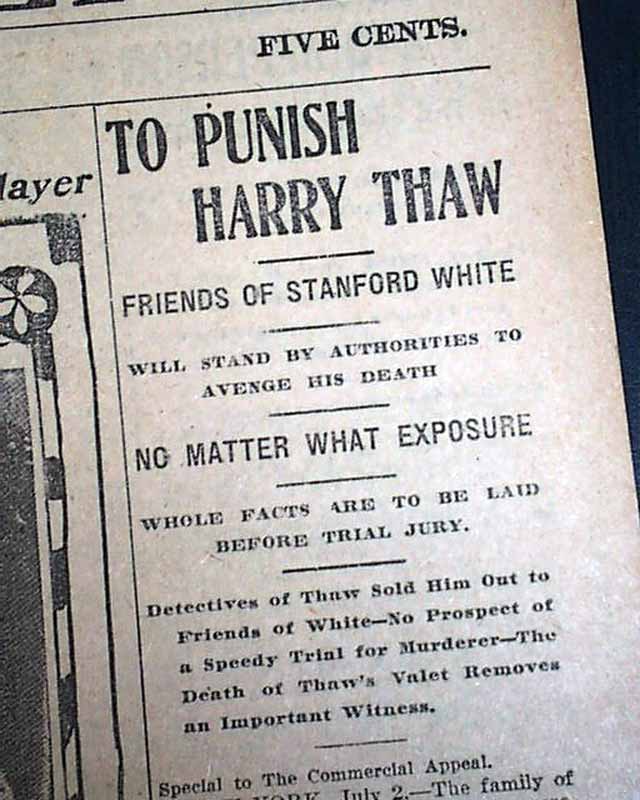 FIVE CENTS.
layer
TO PUNISH
HARRY THAW
FRIENDS OF STANFORD WHITE
WILL STAND BY AUTHORITIES TO
AVENGE HIS DEATH
NO MATTER WHAT EXPOSURE
WHOLE FACTS ARE TO BE LAID
BEFORE TRIAL JURY.
Detectives of Thaw Sold Him Out to
Friends of White—No Prospect of
a Speedy Trial for Murderer—The
Death of Thaw's Valet Removes
an Important Witness.
Special to The Commercial Appeal.
YORK, July 2.—The family of